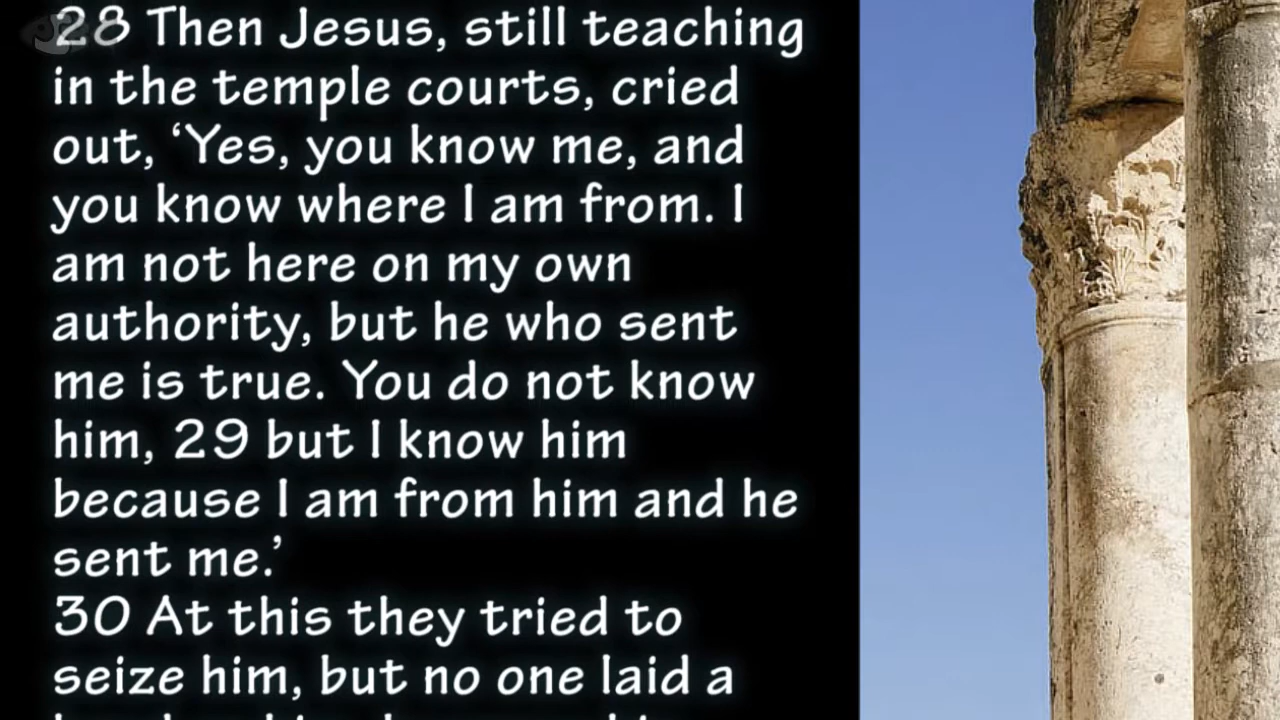 28 Then Jesus, still teaching
in the temple courts, cried
out, ‘Yes, you know me, and
you know where I am from. I
am not here on my own
authority, but he who sent
me is true. You do not know
him, 29 but I know him
because I am from him and he
sent me.’
30 At this they tried to
seize him, but no one laid a